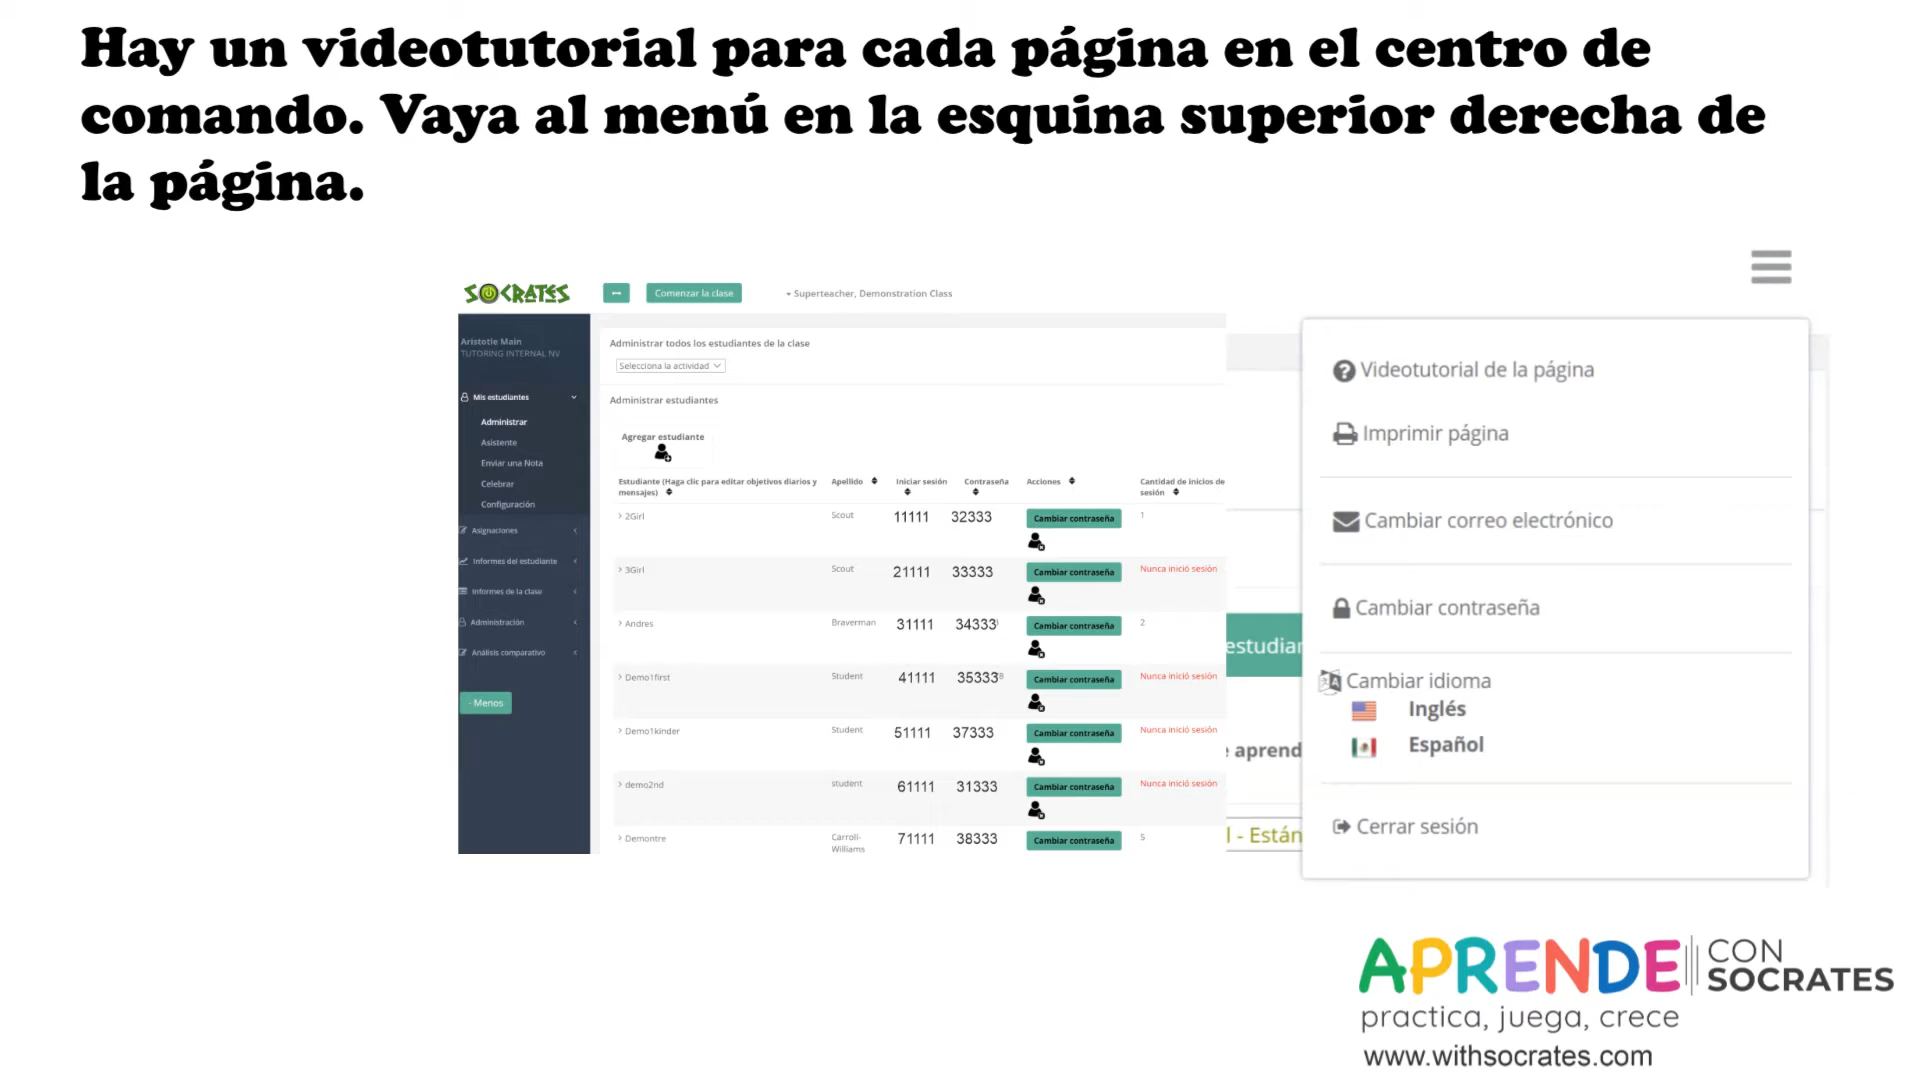 Hay un videotutorial para cada página en el centro de
comando. Vaya al menú en la esquina superior derecha de
la página.
SOCRATES
Comenzar la clase
Superteacher, Demonstration Class
Aristotle Main
TUTORING INTERNAL NV
Mis estudiantes
Administrar
Asistente
Enviar una Nota
Celebrar
Configuración
Asignaciones
Informes del estudiante
Informes de la clase
Administración
Análisis comparativo
- Menos
Administrar todos los estudiantes de la clase
Selecciona la actividad
Administrar estudiantes
Agregar estudiante
Estudiante (Haga clic para editar objetivos diarios y mensajes) Apellido Iniciar sesión Contraseña Acciones Cantidad de inicios de sesión
2Girl Scout 11111 32333 Cambiar contraseña 1
3Girl Scout 21111 33333 Cambiar contraseña Nunca inició sesión
Andres Braverman 31111 34333 Cambiar contraseña 2
Demo1first Student 41111 35333 Cambiar contraseña Nunca inició sesión
Demo1kinder Student 51111 37333 Cambiar contraseña Nunca inició sesión
demo2nd student 61111 31333 Cambiar contraseña Nunca inició sesión
Demontre Carroll-Williams 71111 38333 Cambiar contraseña 5
Videotutorial de la página
Imprimir página
Cambiar correo electrónico
Cambiar contraseña
Cambiar idioma
Inglés
Español
Cerrar sesión
APRENDE CON SOCRATES
practica, juega, crece
www.withsocrates.com